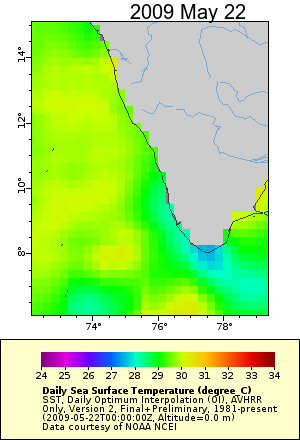 2009 May 22
14°
12°
10°
8°
74° 76° 78°
24 25 26 27 28 29 30 31 32 33 34
Daily Sea Surface Temperature (degree_C)
SST, Daily Optimum Interpolation (OI), AVHRR
Only, Version 2, Final+Preliminary, 1981-present
(2009-05-22T00:00:00Z, Altitude=0.0 m)
Data courtesy of NOAA NCEI